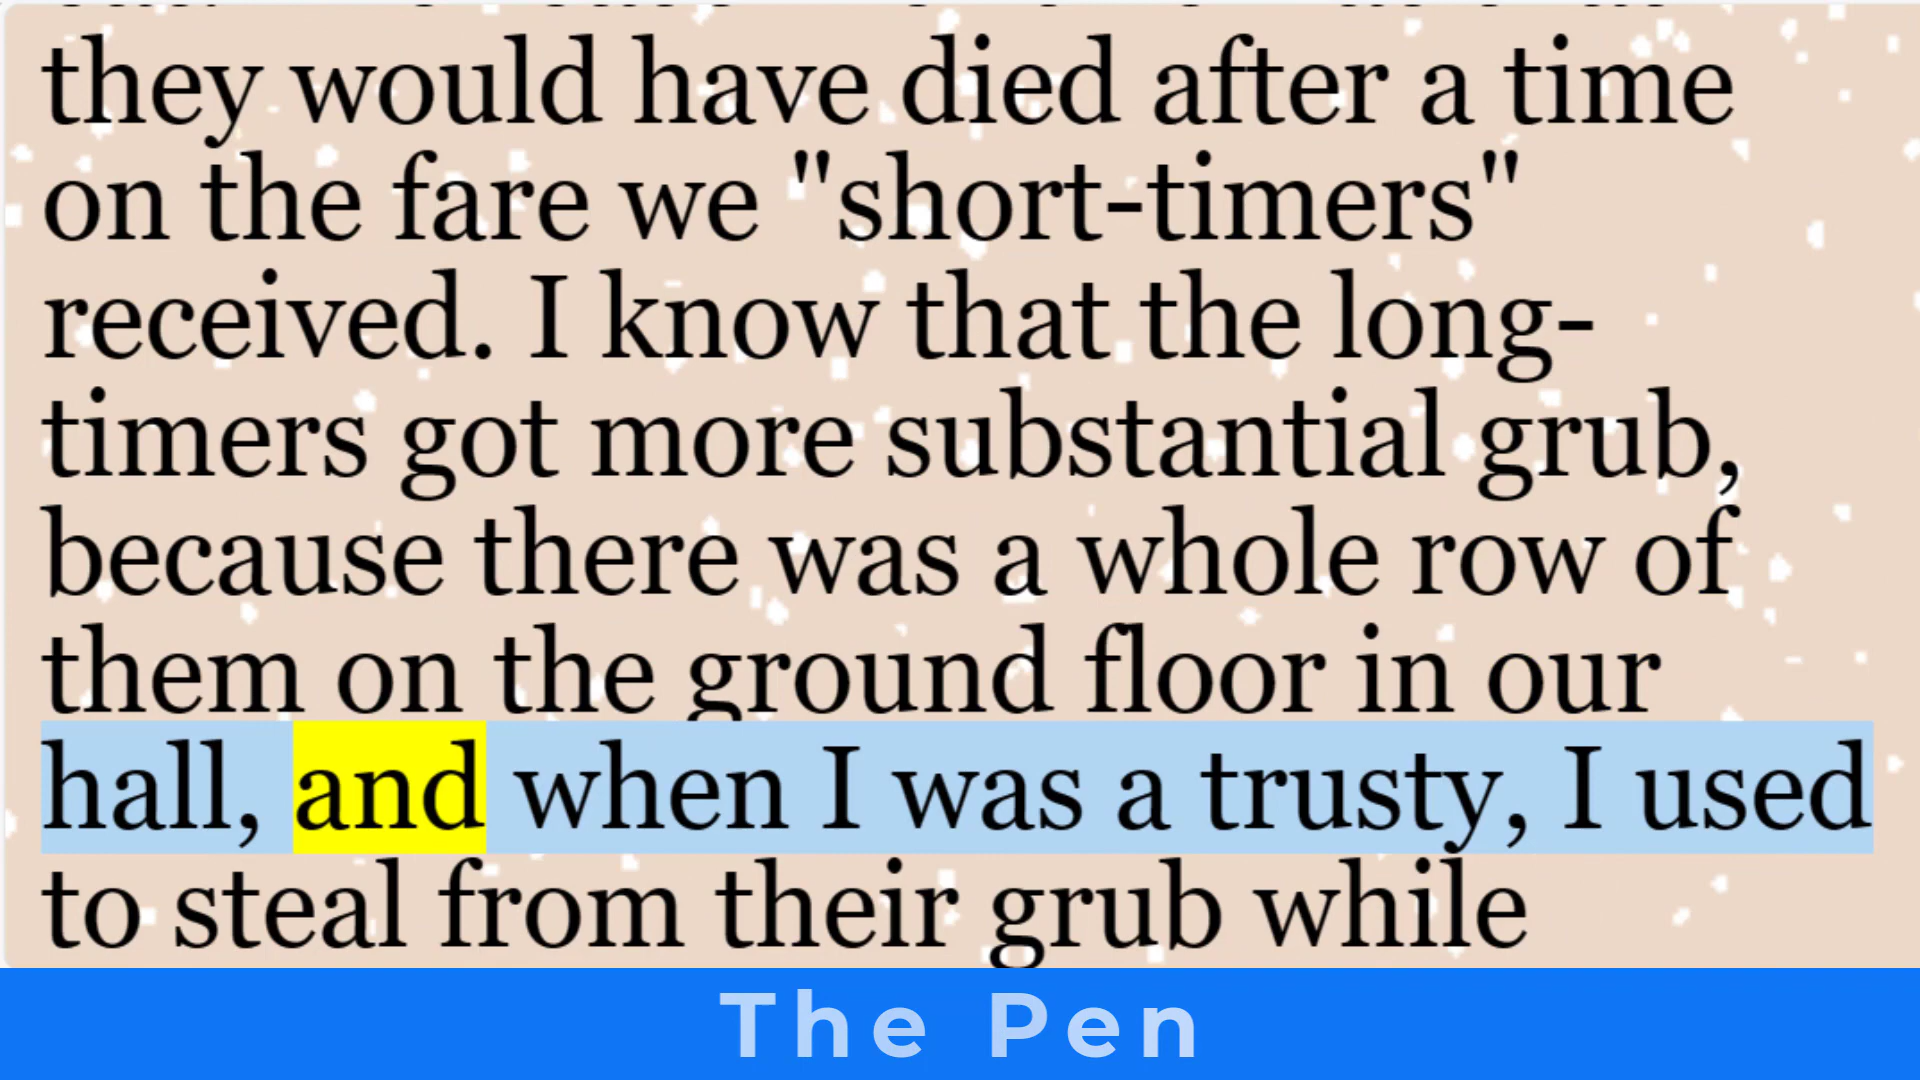 they would have died after a time
on the fare we "short-timers"
received. I know that the long-
timers got more substantial grub,
because there was a whole row of
them on the ground floor in our
hall, and when I was a trusty, I used
to steal from their grub while
The Pen